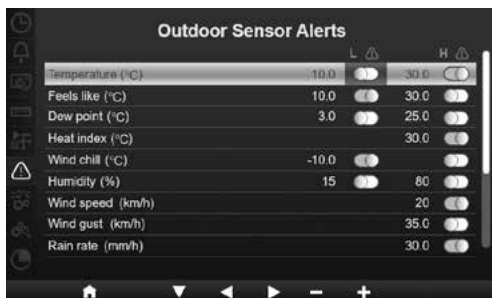 Outdoor Sensor Alerts
L H
Temperature (°C) -10.0 30.0
Feels like (°C) 10.0 30.0
Dew point (°C) 3.0 25.0
Heat index (°C) 30.0
Wind chill (°C) -10.0
Humidity (%) 15 80
Wind speed (km/h) 20
Wind gust (km/h) 35.0
Rain rate (mm/h) 30.0